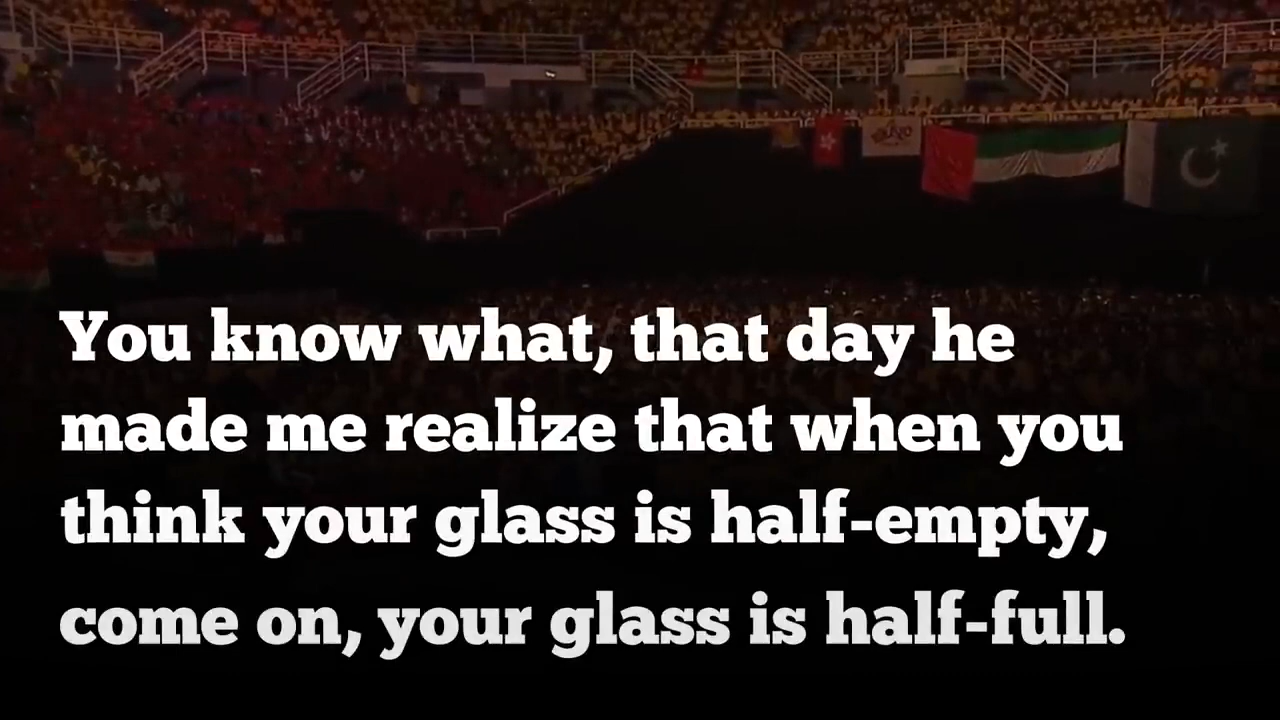 You know what, that day he
made me realize that when you
think your glass is half-empty,
come on, your glass is half-full.